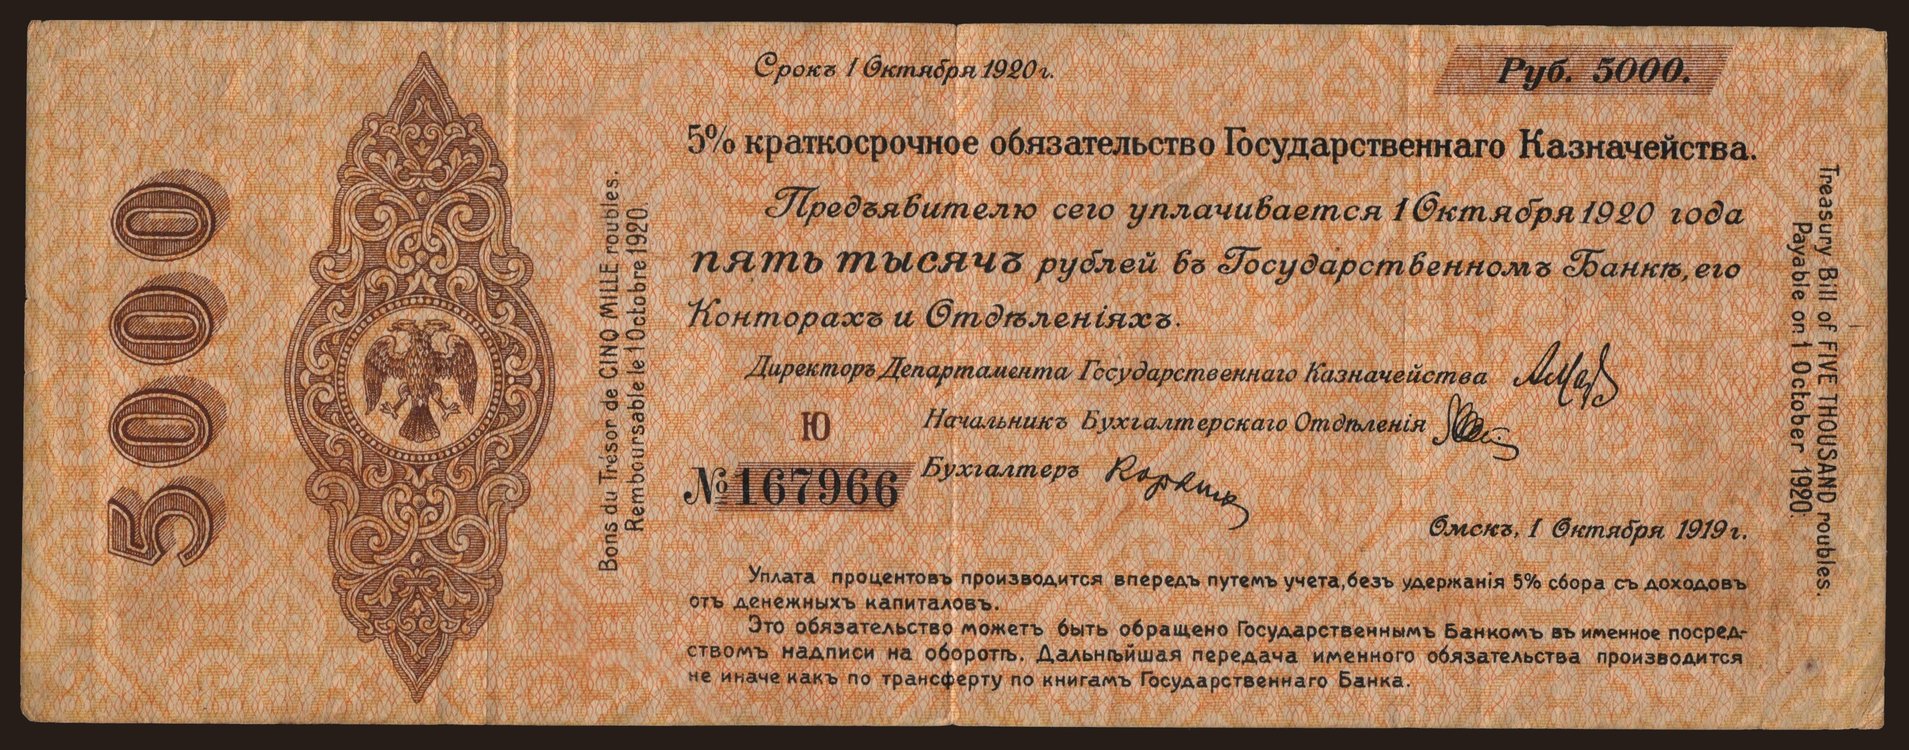 5000
Bons du Trésor de CINQ MILLE roubles.
Remboursable le 1 Octobre 1920.
Срокъ 1 Октября 1920 г.
Руб. 5000.
5% краткосрочное обязательство Государственнаго Казначейства.
Предъявителю сего уплачивается 1 Октября 1920 года
пять тысячъ рублей въ Государственномъ Банкѣ, его
Конторахъ и Отдѣленіяхъ.
Директоръ Департамента Государственнаго Казначейства
Ю
Начальникъ Бухгалтерскаго Отдѣленія
№ 167966
Бухгалтеръ
Омскъ, 1 Октября 1919 г.
Уплата процентовъ производится впередъ путемъ учета, безъ удержанія 5% сбора съ доходовъ
отъ денежныхъ капиталовъ.
Это обязательство можетъ быть обращено Государственнымъ Банкомъ въ именное посред-
ствомъ надписи на оборотѣ. Дальнѣйшая передача именного обязательства производится
не иначе какъ по трансферту по книгамъ Государственнаго Банка.
Treasury Bill of FIVE THOUSAND roubles.
Payable on 1 October 1920.